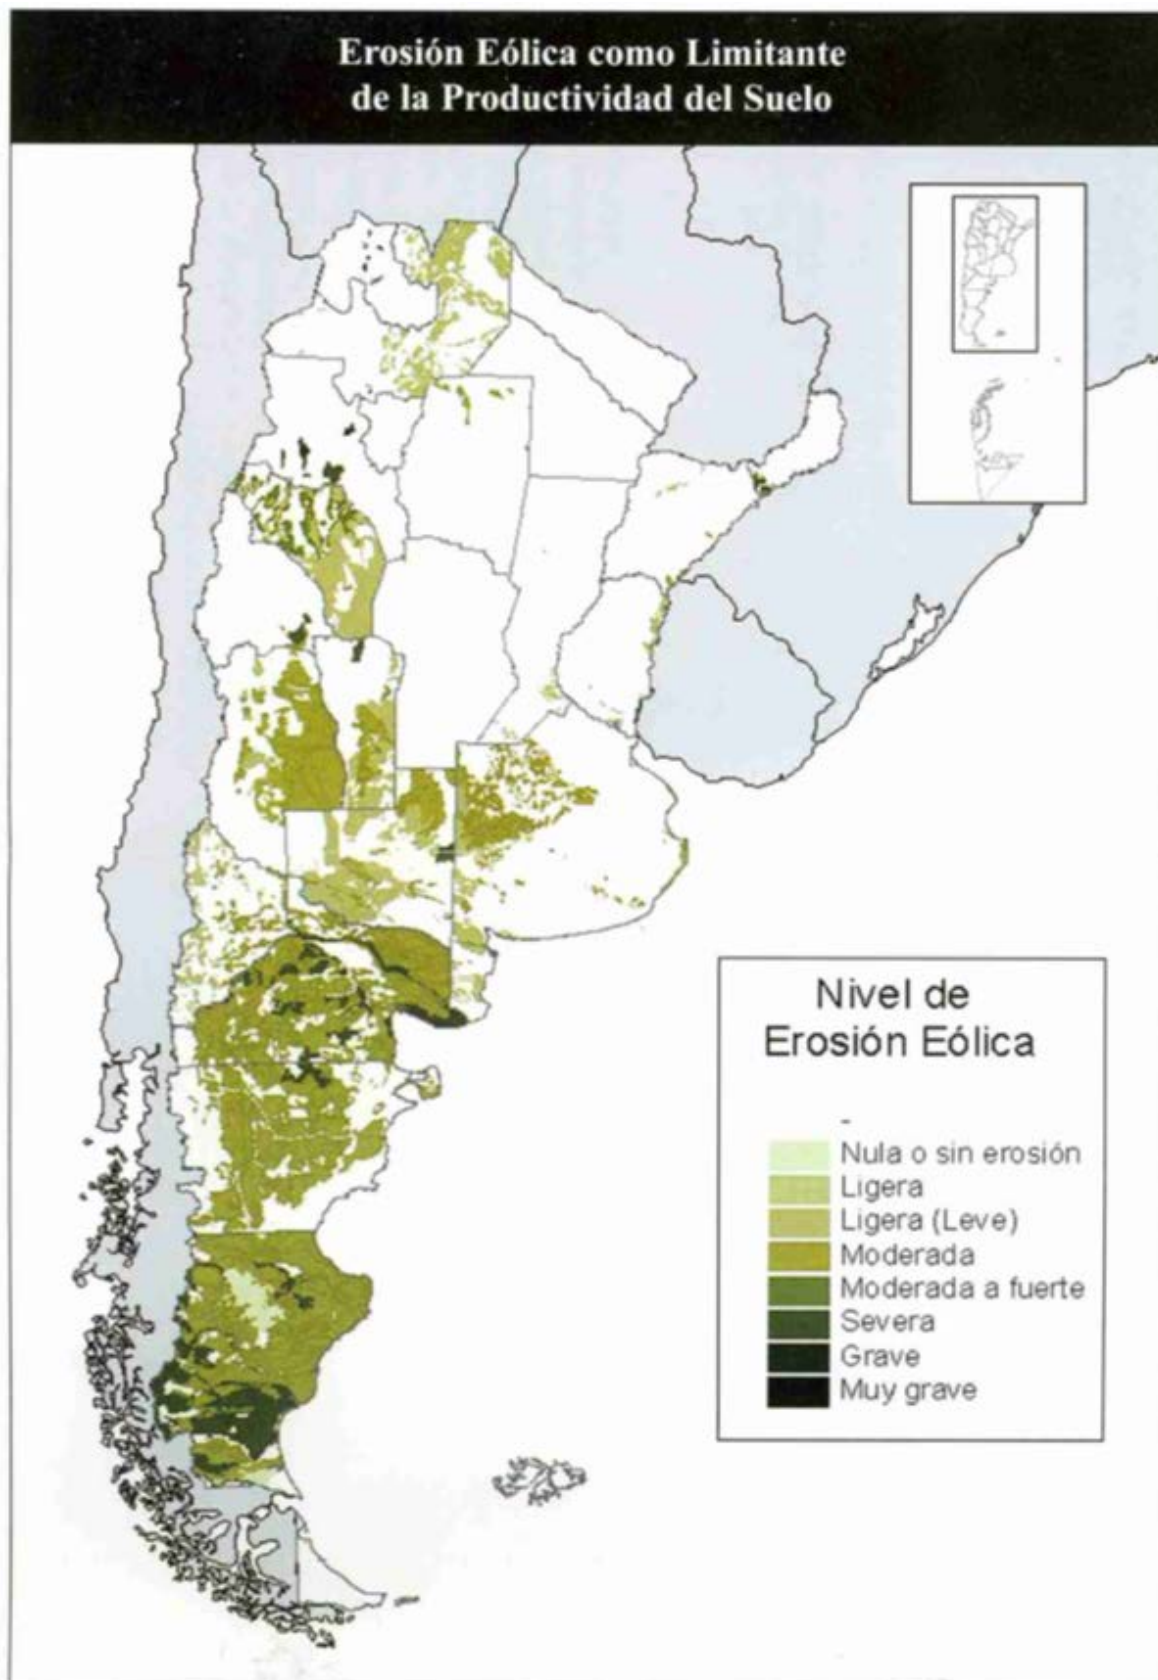 Erosión Eólica como Limitante
de la Productividad del Suelo
Nivel de
Erosión Eólica
-
Nula o sin erosión
Ligera
Ligera (Leve)
Moderada
Moderada a fuerte
Severa
Grave
Muy grave